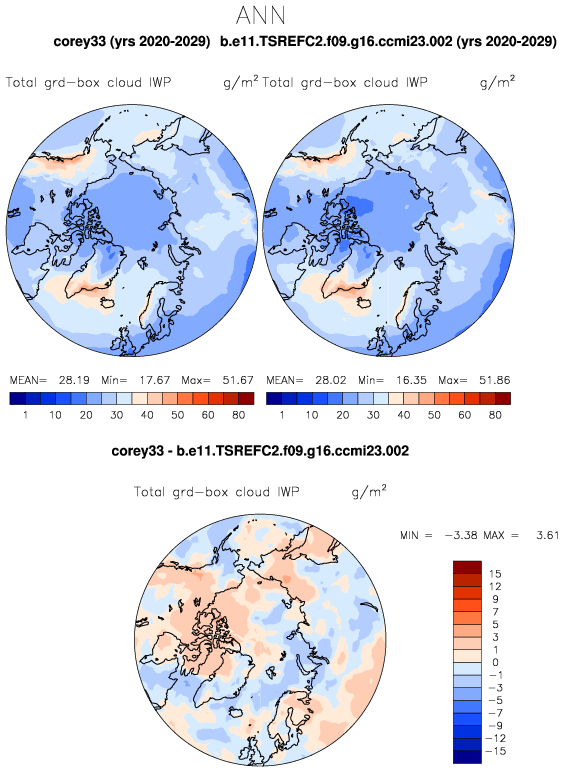 ANN
corey33 (yrs 2020-2029) b.e11.TSREFC2.f09.g16.ccmi23.002 (yrs 2020-2029)
Total grd-box cloud IWP g/m² Total grd-box cloud IWP g/m²
MEAN= 28.19 Min= 17.67 Max= 51.67 MEAN= 28.02 Min= 16.35 Max= 51.86
1 10 20 30 40 50 60 80 1 10 20 30 40 50 60 80
corey33 - b.e11.TSREFC2.f09.g16.ccmi23.002
Total grd-box cloud IWP g/m²
MIN = -3.38 MAX = 3.61
15
12
9
7
5
3
1
0
-1
-3
-5
-7
-9
-12
-15